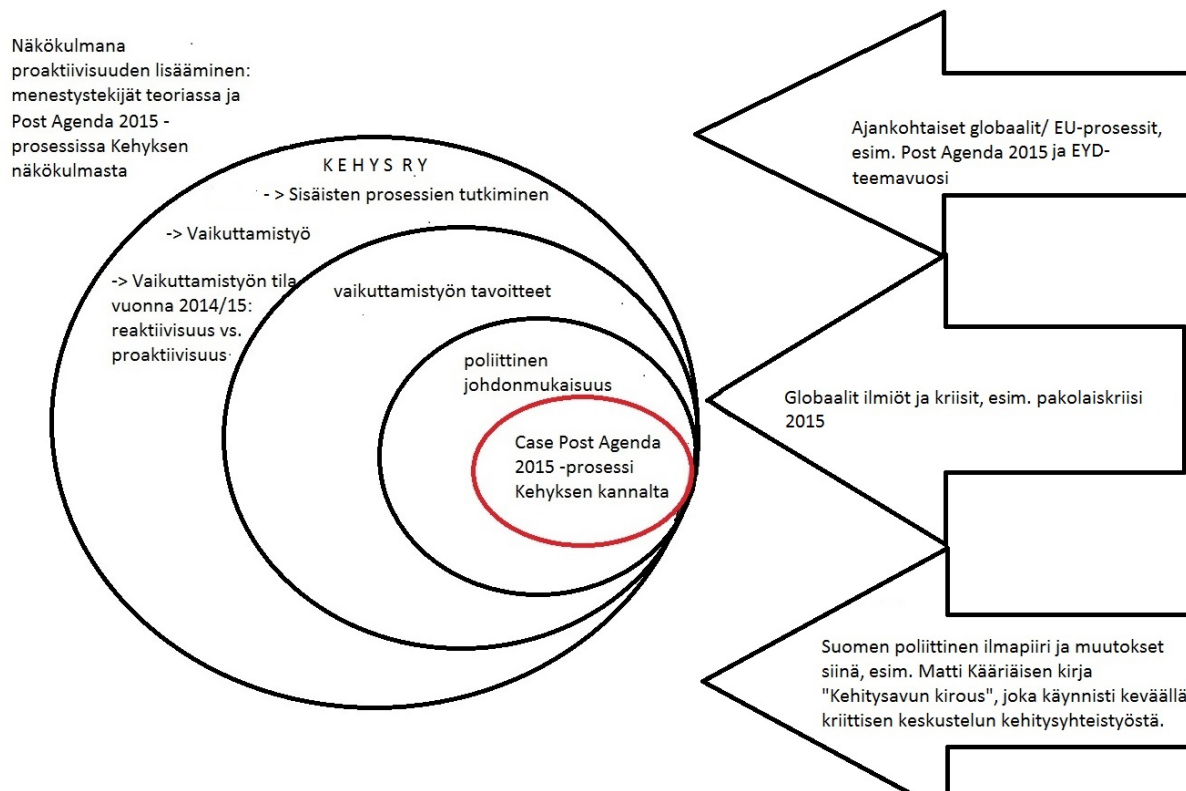 Näkökulmana
proaktiivisuuden lisääminen:
menestystekijät teoriassa ja
Post Agenda 2015 -
prosessissa Kehyksen
näkökulmasta
K E H Y S R Y
- > Sisäisten prosessien tutkiminen
-> Vaikuttamistyö
-> Vaikuttamistyön tila
vuonna 2014/15:
reaktiivisuus vs.
proaktiivisuus
vaikuttamistyön tavoitteet
poliittinen
johdonmukaisuus
Case Post Agenda
2015 -prosessi
Kehyksen kannalta
Ajankohtaiset globaalit/ EU-prosessit,
esim. Post Agenda 2015 ja EYD-
teemavuosi
Globaalit ilmiöt ja kriisit, esim. pakolaiskriisi
2015
Suomen poliittinen ilmapiiri ja muutokset
siinä, esim. Matti Kääriäisen kirja
"Kehitysavun kirous", joka käynnisti keväällä
kriittisen keskustelun kehitysyhteistyöstä.